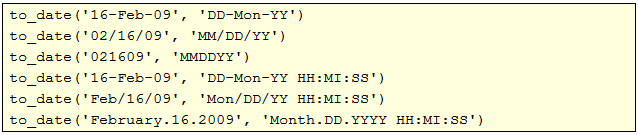 to_date('16-Feb-09', 'DD-Mon-YY')
to_date('02/16/09', 'MM/DD/YY')
to_date('021609', 'MMDDYY')
to_date('16-Feb-09', 'DD-Mon-YY HH:MI:SS')
to_date('Feb/16/09', 'Mon/DD/YY HH:MI:SS')
to_date('February.16.2009', 'Month.DD.YYYY HH:MI:SS')